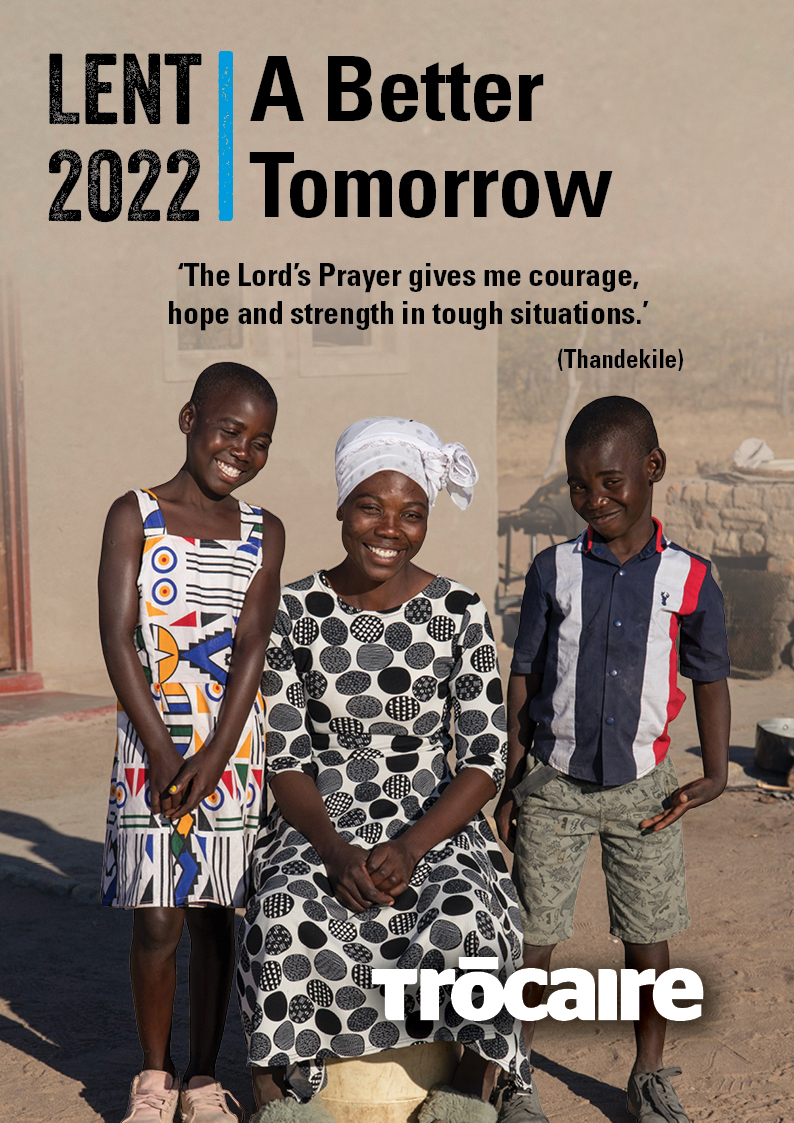 LENT
2022
A Better
Tomorrow
‘The Lord’s Prayer gives me courage,
hope and strength in tough situations.’
(Thandekile)
Trōcaire